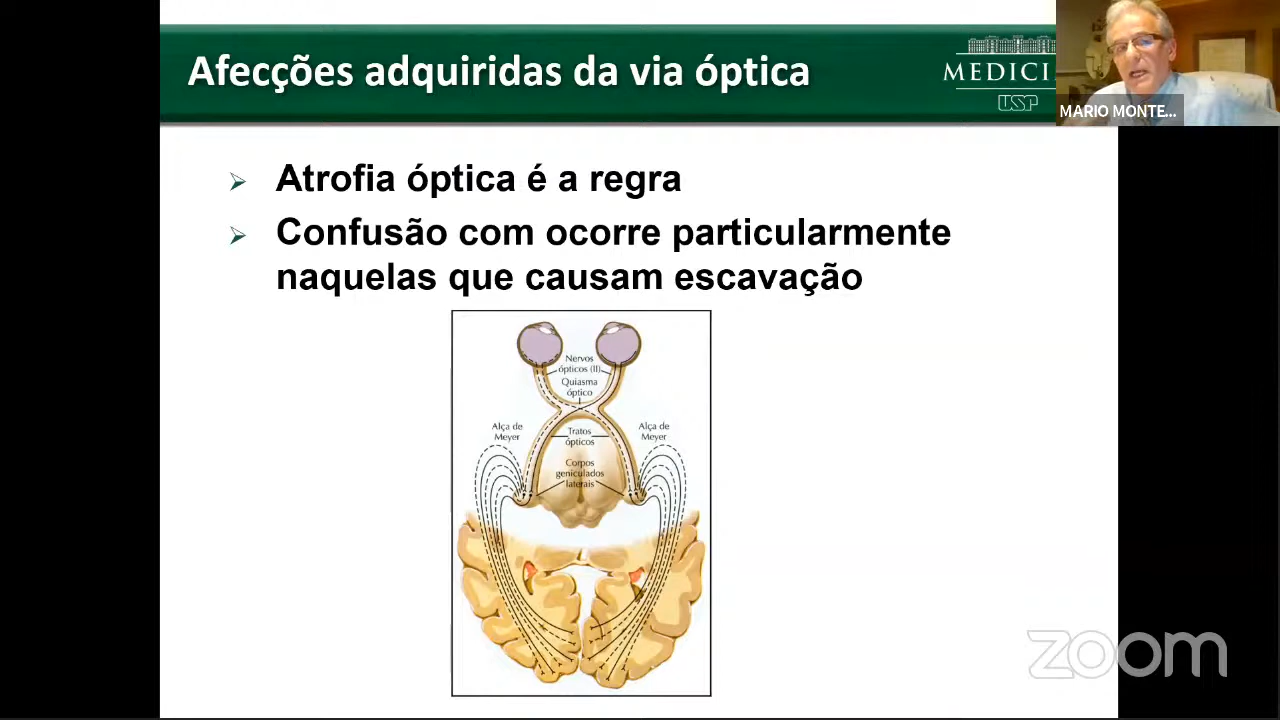 Afecções adquiridas da via óptica
MEDICI
USP
MARIO MONTE...
Atrofia óptica é a regra
Confusão com ocorre particularmente
naquelas que causam escavação
Nervos
ópticos (II)
Quiasma
óptico
Alça de
Meyer
Tratos
ópticos
Alça de
Meyer
Corpos
geniculados
laterais
zoom